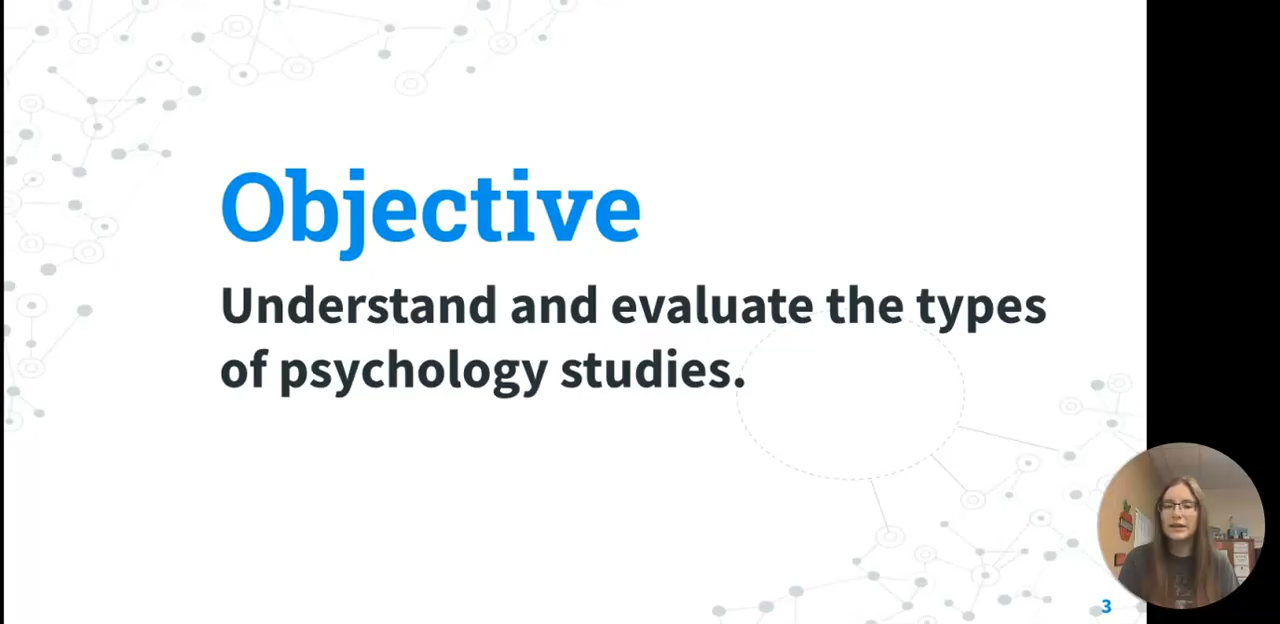 Objective
Understand and evaluate the types
of psychology studies.
3